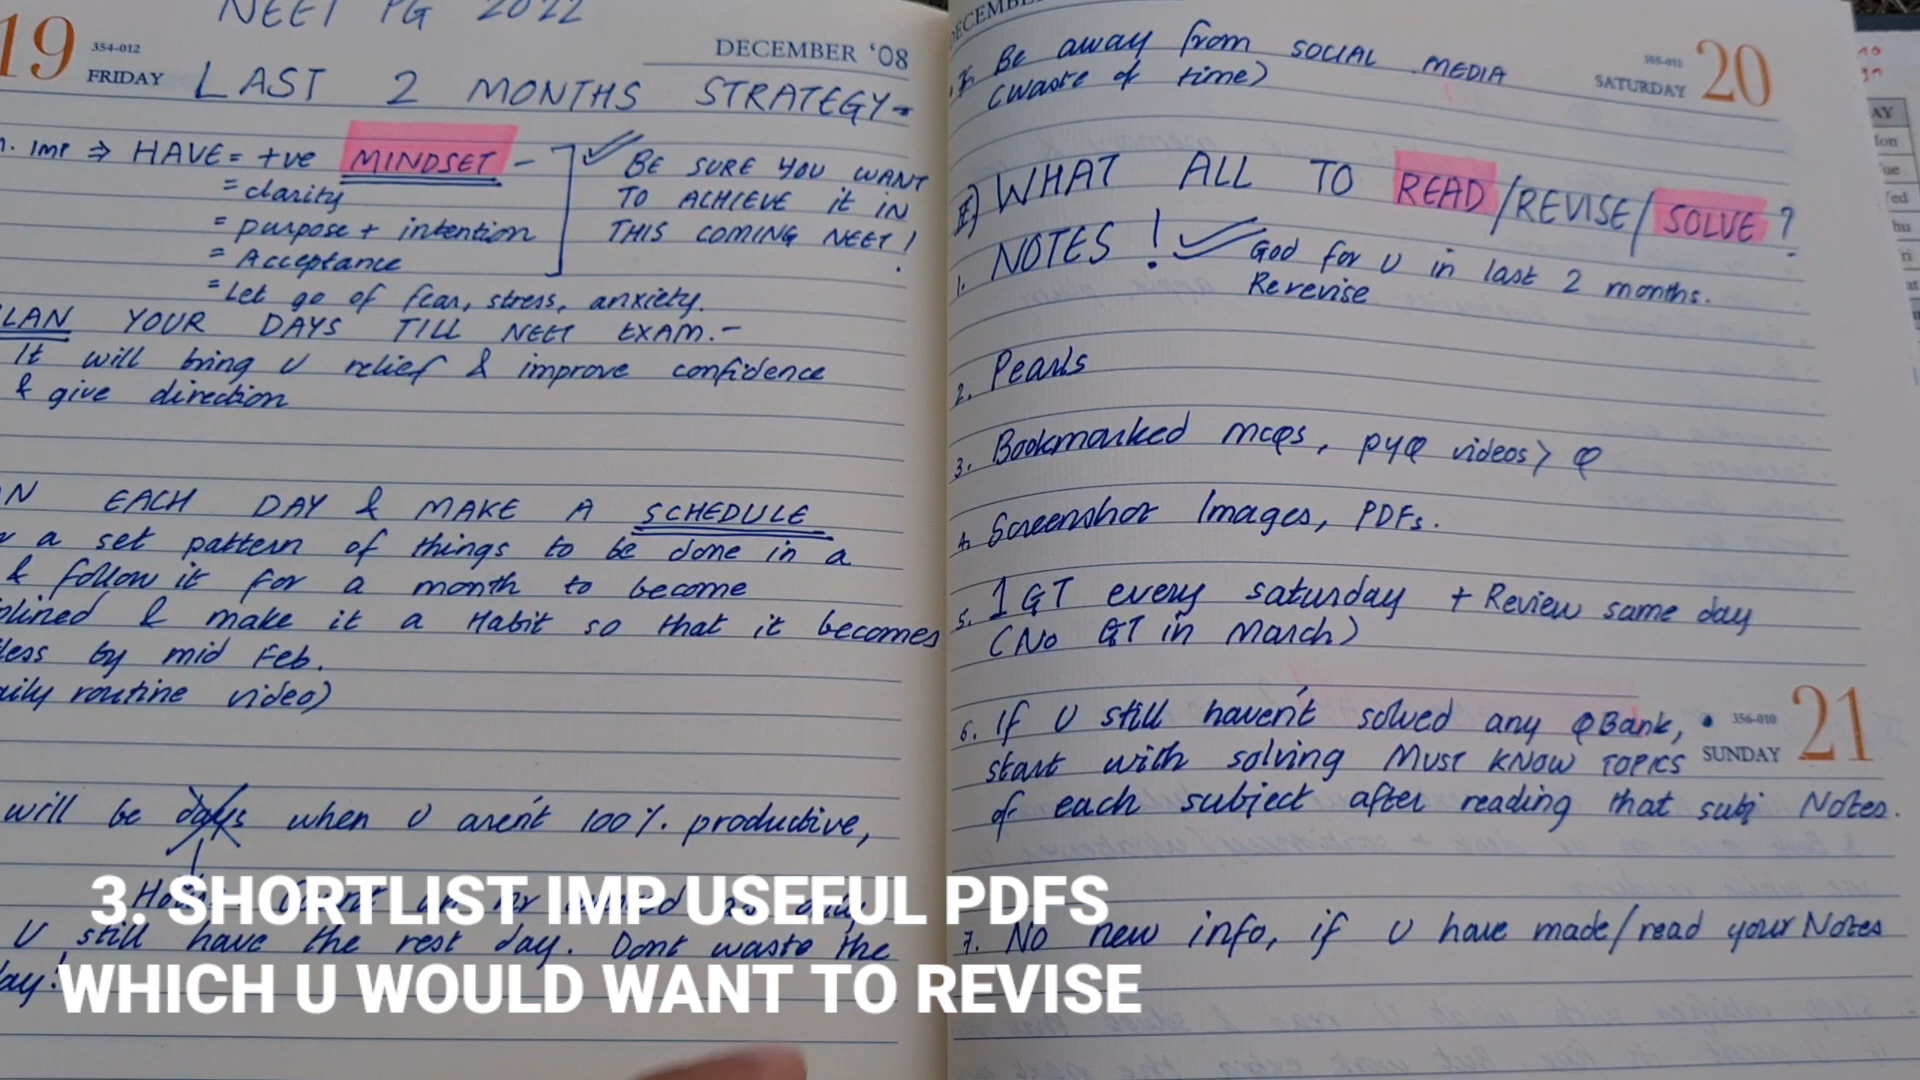 NEET PG 2022
19
354-012
FRIDAY
DECEMBER '08
LAST 2 MONTHS STRATEGY-
IMP ⇒ HAVE = +ve MINDSET -
= clarity
= purpose + intention
= Acceptance
= Let go of fear, stress, anxiety.
BE SURE YOU WANT
TO ACHIEVE it IN
THIS COMING NEET!
YOUR DAYS TILL NEET EXAM.-
It will bring U relief & improve confidence
& give direction
EACH DAY & MAKE A SCHEDULE
a set pattern of things to be done in a
& follow it for a month to become
& make it a Habit so that it becomes
by mid Feb.
routine video)
will be days when U aren't 100% productive,
U still have the rest day. Dont waste the
DECEMBER
7. Be away from SOCIAL MEDIA
(waste of time)
355-011
SATURDAY
20
II) WHAT ALL TO READ/REVISE/SOLVE?
1. NOTES! God for U in last 2 months.
Rerevise
2. Pearls
3. Bookmarked mcqs, pyq videos> Q
4. Screenshot Images, PDFs.
5. 1 GT every saturday + Review same day
(No GT in March)
6. If U still haven't solved any QBank,
start with solving MUST KNOW TOPICS
of each subject after reading that subj Notes.
356-010
SUNDAY
21
7. No new info, if U have made/read your Notes
3. SHORTLIST IMP USEFUL PDFS
WHICH U WOULD WANT TO REVISE